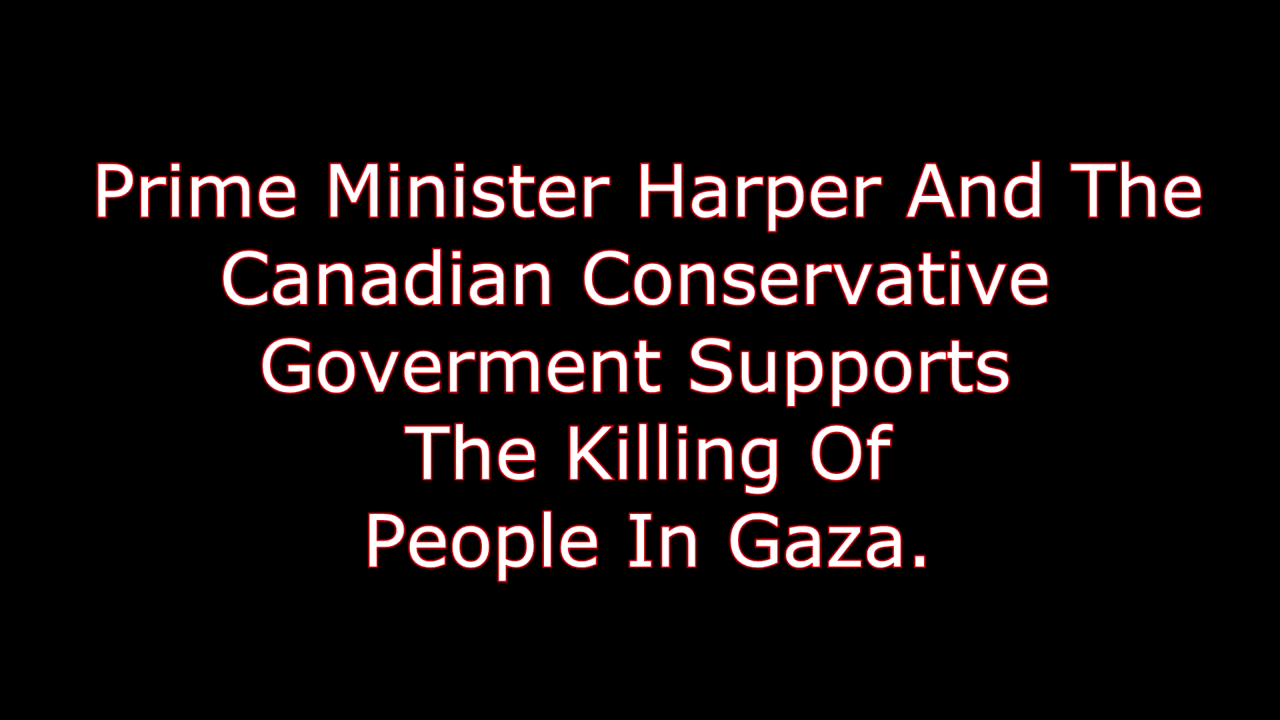 Prime Minister Harper And The
Canadian Conservative
Goverment Supports
The Killing Of
People In Gaza.